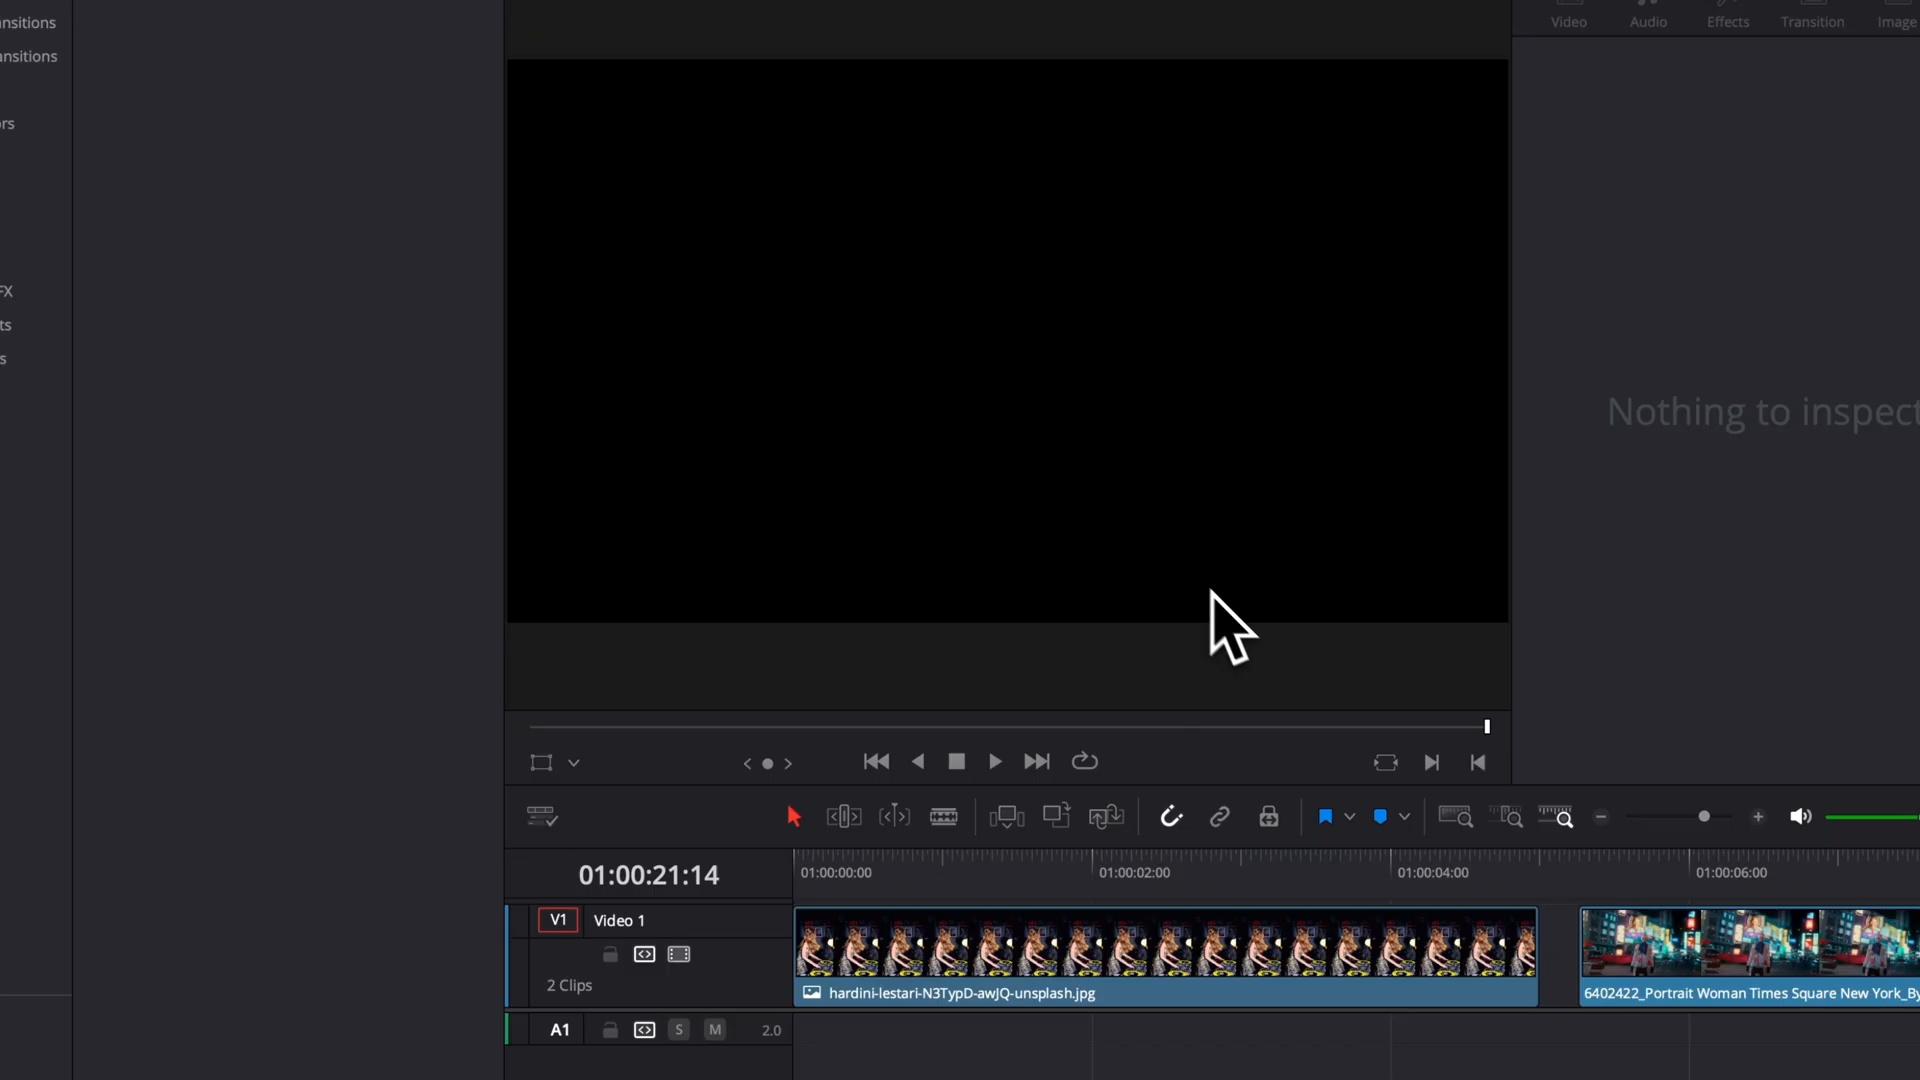 nsitions
nsitions
ors
FX
ts
s
Video
Audio
Effects
Transition
Image
Nothing to inspect
01:00:21:14
01:00:00:00
01:00:02:00
01:00:04:00
01:00:06:00
V1
Video 1
2 Clips
hardini-lestari-N3TypD-awJQ-unsplash.jpg
6402422_Portrait Woman Times Square New York_By
A1
S
M
2.0